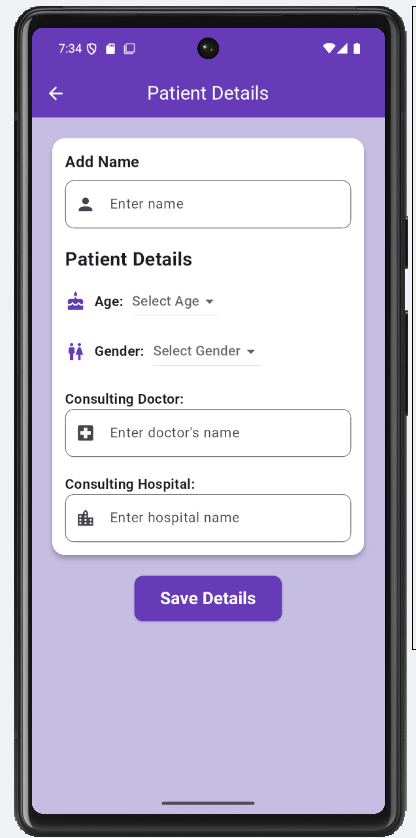 7:34
Patient Details
Add Name
Enter name
Patient Details
Age: Select Age
Gender: Select Gender
Consulting Doctor:
Enter doctor's name
Consulting Hospital:
Enter hospital name
Save Details